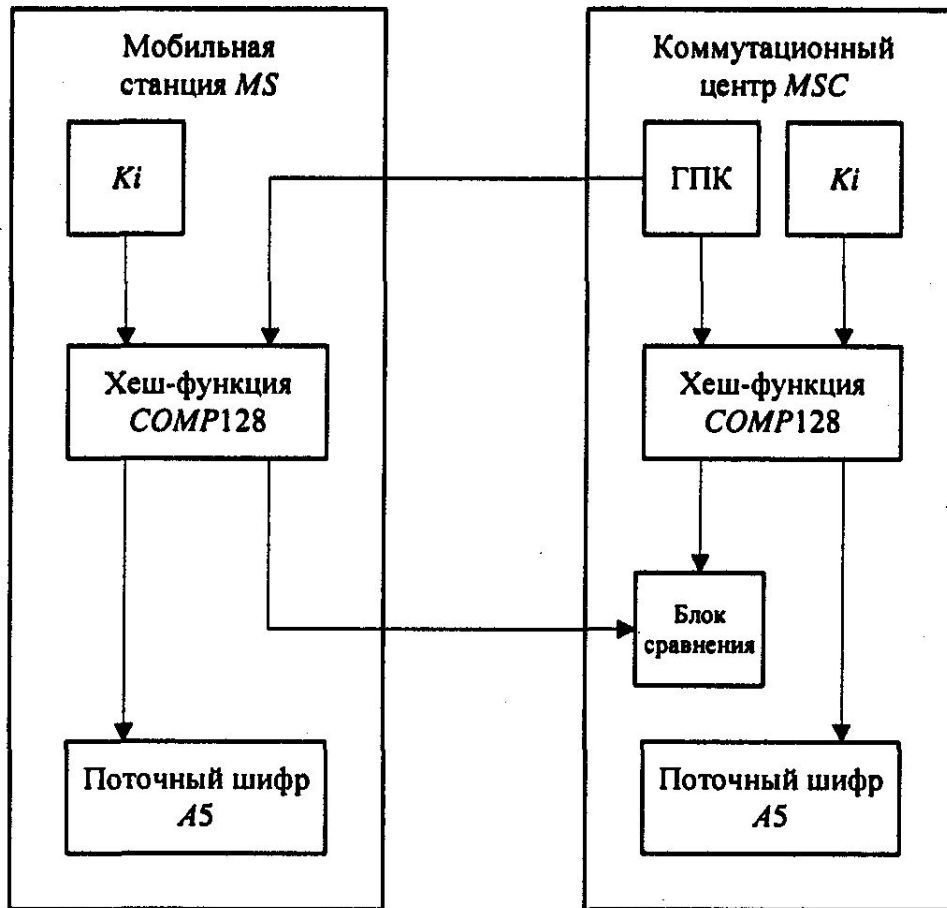 Мобильная
станция MS
Ki
Хеш-функция
COMP128
Поточный шифр
A5
Коммутационный
центр MSC
ГПК
Ki
Хеш-функция
COMP128
Блок
сравнения
Поточный шифр
A5